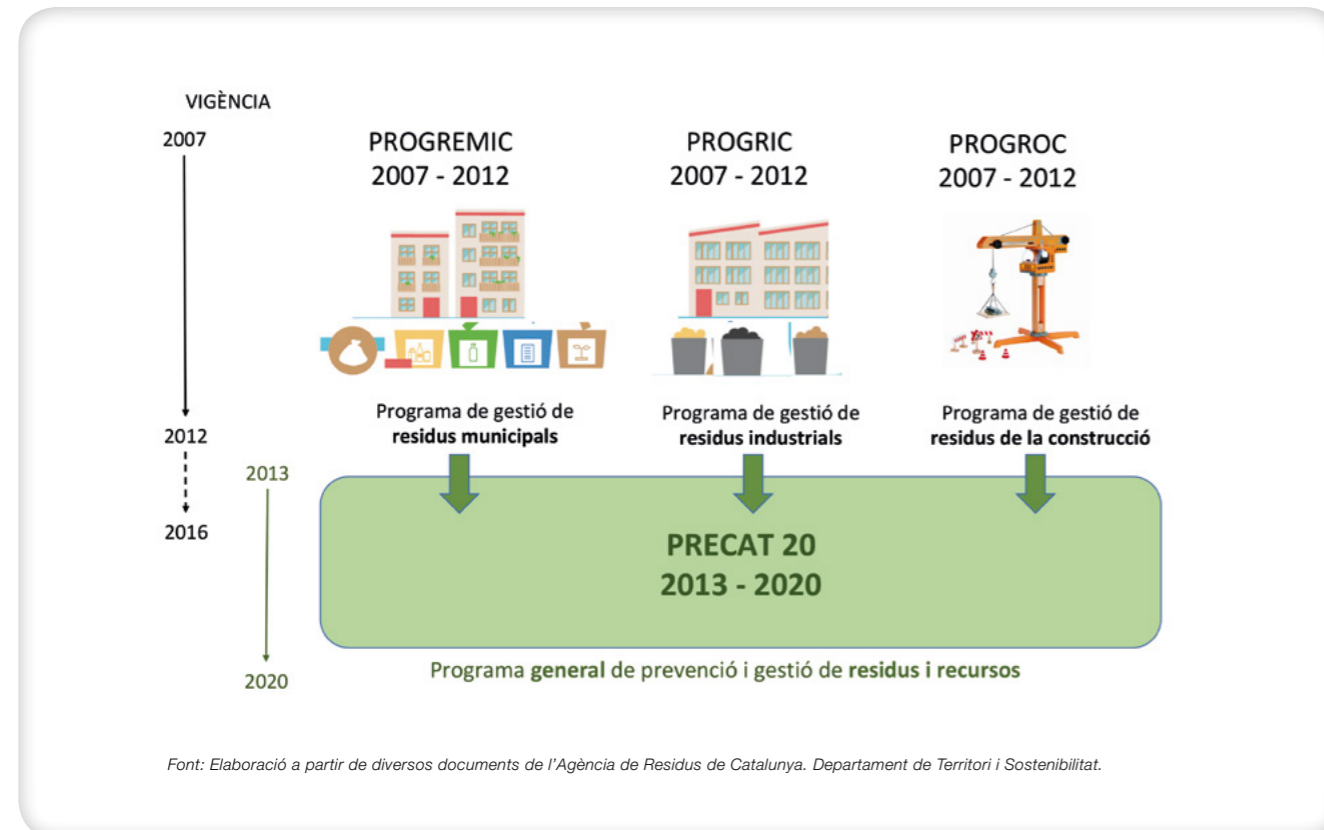 VIGÈNCIA
2007
PROGREMIC
2007 - 2012
PROGRIC
2007 - 2012
PROGROC
2007 - 2012
Programa de gestió de
residus municipals
Programa de gestió de
residus industrials
Programa de gestió de
residus de la construcció
2012
2013
2016
PRECAT 20
2013 - 2020
2020
Programa general de prevenció i gestió de residus i recursos
Font: Elaboració a partir de diversos documents de l'Agència de Residus de Catalunya. Departament de Territori i Sostenibilitat.